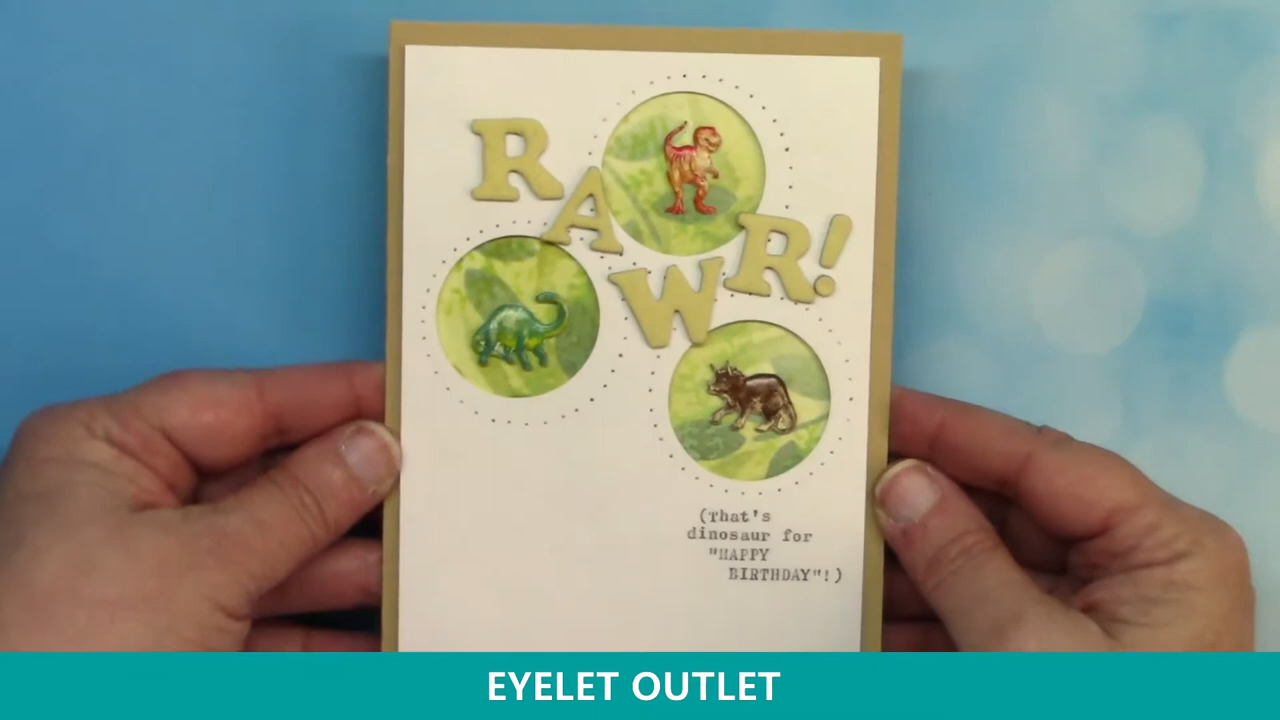 RAWR!
(That's
dinosaur for
"HAPPY
BIRTHDAY"!)
EYELET OUTLET